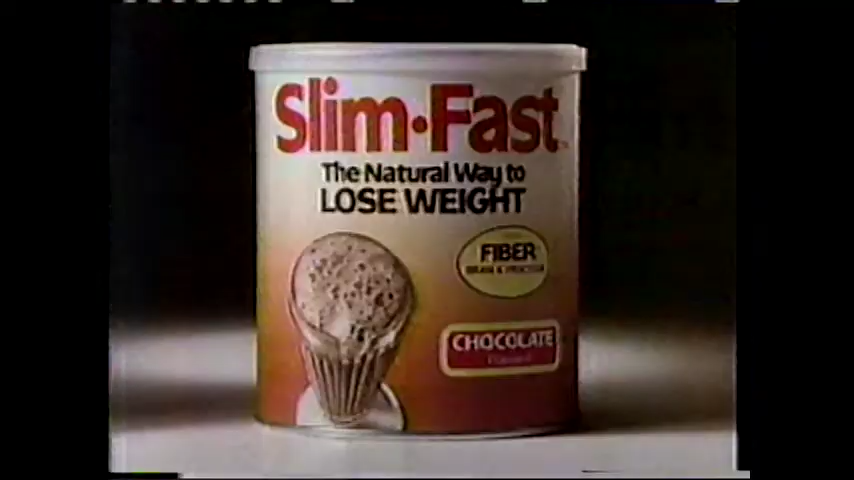 Slim·Fast
The Natural Way to
LOSE WEIGHT
FIBER
CHOCOLATE